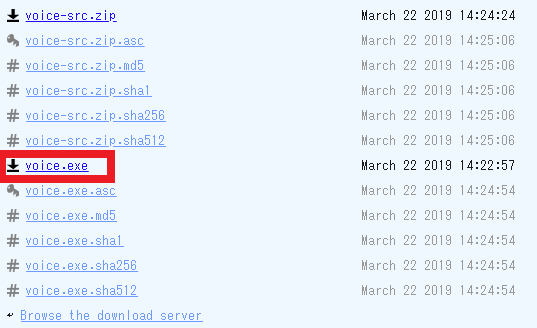 voice-src.zip March 22 2019 14:24:24
voice-src.zip.asc March 22 2019 14:25:06
voice-src.zip.md5 March 22 2019 14:25:06
voice-src.zip.sha1 March 22 2019 14:25:06
voice-src.zip.sha256 March 22 2019 14:25:06
voice-src.zip.sha512 March 22 2019 14:25:06
voice.exe March 22 2019 14:22:57
voice.exe.asc March 22 2019 14:24:54
voice.exe.md5 March 22 2019 14:24:54
voice.exe.sha1 March 22 2019 14:24:54
voice.exe.sha256 March 22 2019 14:24:54
voice.exe.sha512 March 22 2019 14:24:54
Browse the download server